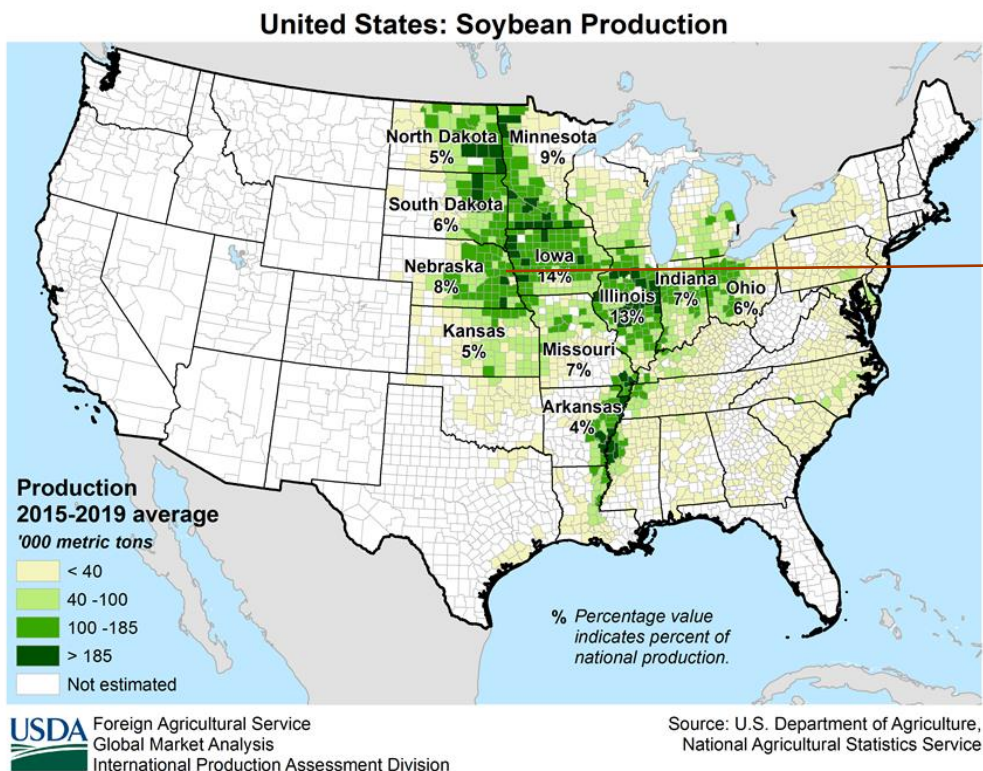 United States: Soybean Production
North Dakota
5%
Minnesota
9%
South Dakota
6%
Nebraska
8%
Iowa
14%
Illinois
13%
Indiana
7%
Ohio
6%
Kansas
5%
Missouri
7%
Arkansas
4%
Production
2015-2019 average
'000 metric tons
< 40
40 -100
100 -185
> 185
Not estimated
% Percentage value
indicates percent of
national production.
USDA
Foreign Agricultural Service
Global Market Analysis
International Production Assessment Division
Source: U.S. Department of Agriculture,
National Agricultural Statistics Service